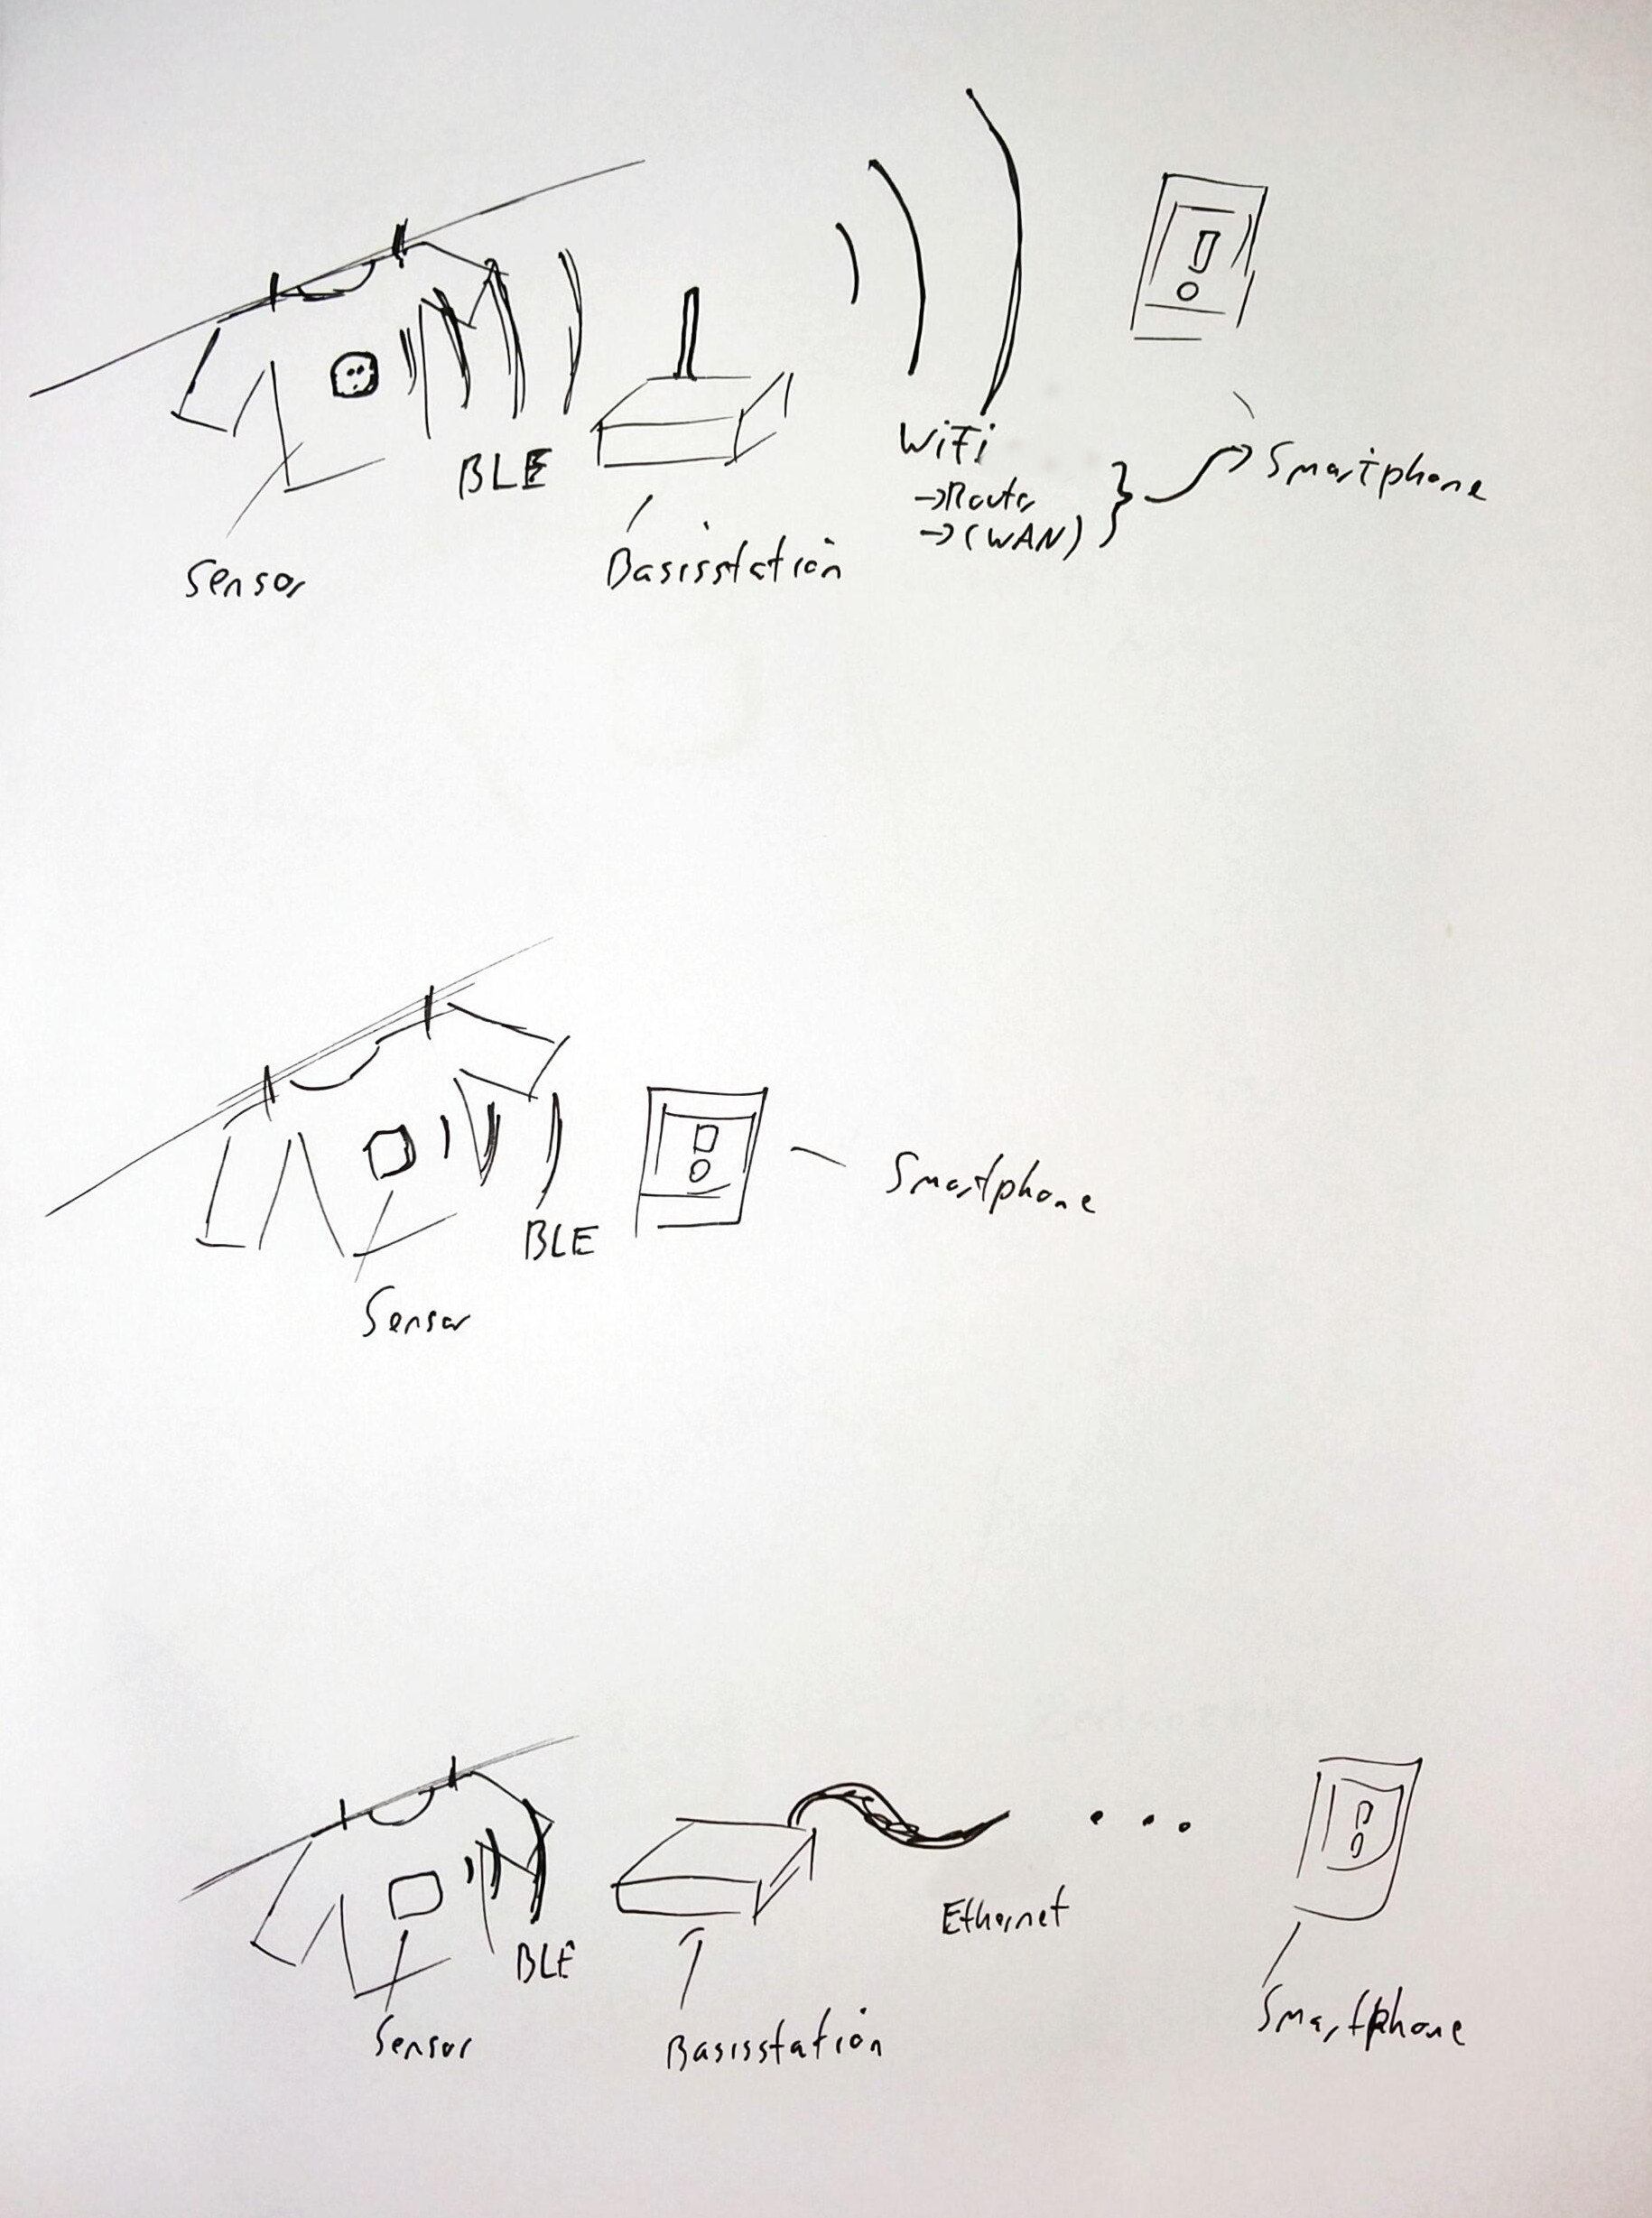 BLE
Sensor
Basisstation
WiFi
→Router
→(WAN)
Smartphone
Smartphone
BLE
Sensor
BLE
Sensor
Basisstation
Ethernet
Smartphone